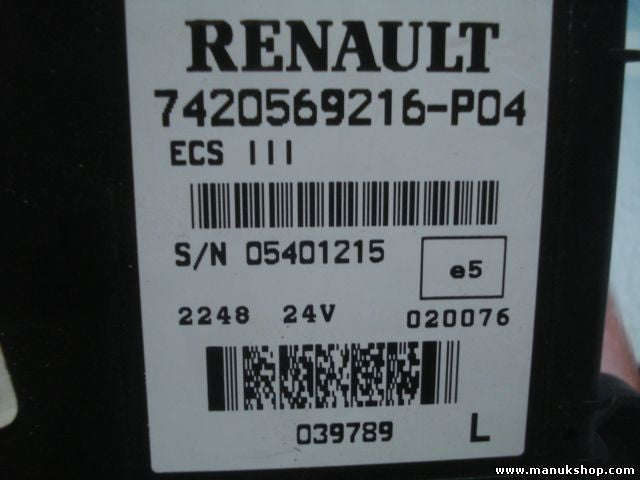 RENAULT
7420569216-P04
ECS III
S/N 05401215
e5
2248 24V 020076
039789 L
www.manukshop.com